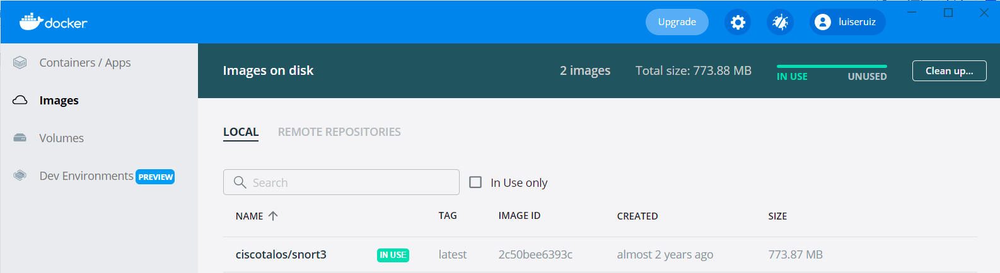 docker
Upgrade
luiseruiz
Containers / Apps
Images
Volumes
Dev Environments PREVIEW
Images on disk
2 images
Total size: 773.88 MB
IN USE
UNUSED
Clean up...
LOCAL
REMOTE REPOSITORIES
Search
In Use only
NAME TAG IMAGE ID CREATED SIZE
ciscotalos/snort3 IN USE latest 2c50bee6393c almost 2 years ago 773.87 MB